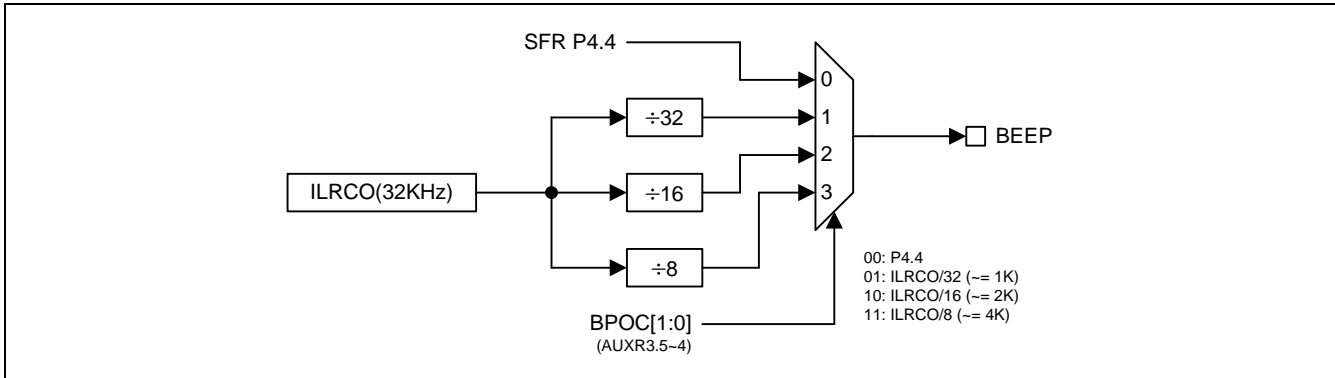 SFR P4.4
0
÷32
1
BEEP
2
ILRCO(32KHz)
÷16
3
÷8
00: P4.4
01: ILRCO/32 (~= 1K)
10: ILRCO/16 (~= 2K)
11: ILRCO/8 (~= 4K)
BPOC[1:0]
(AUXR3.5~4)